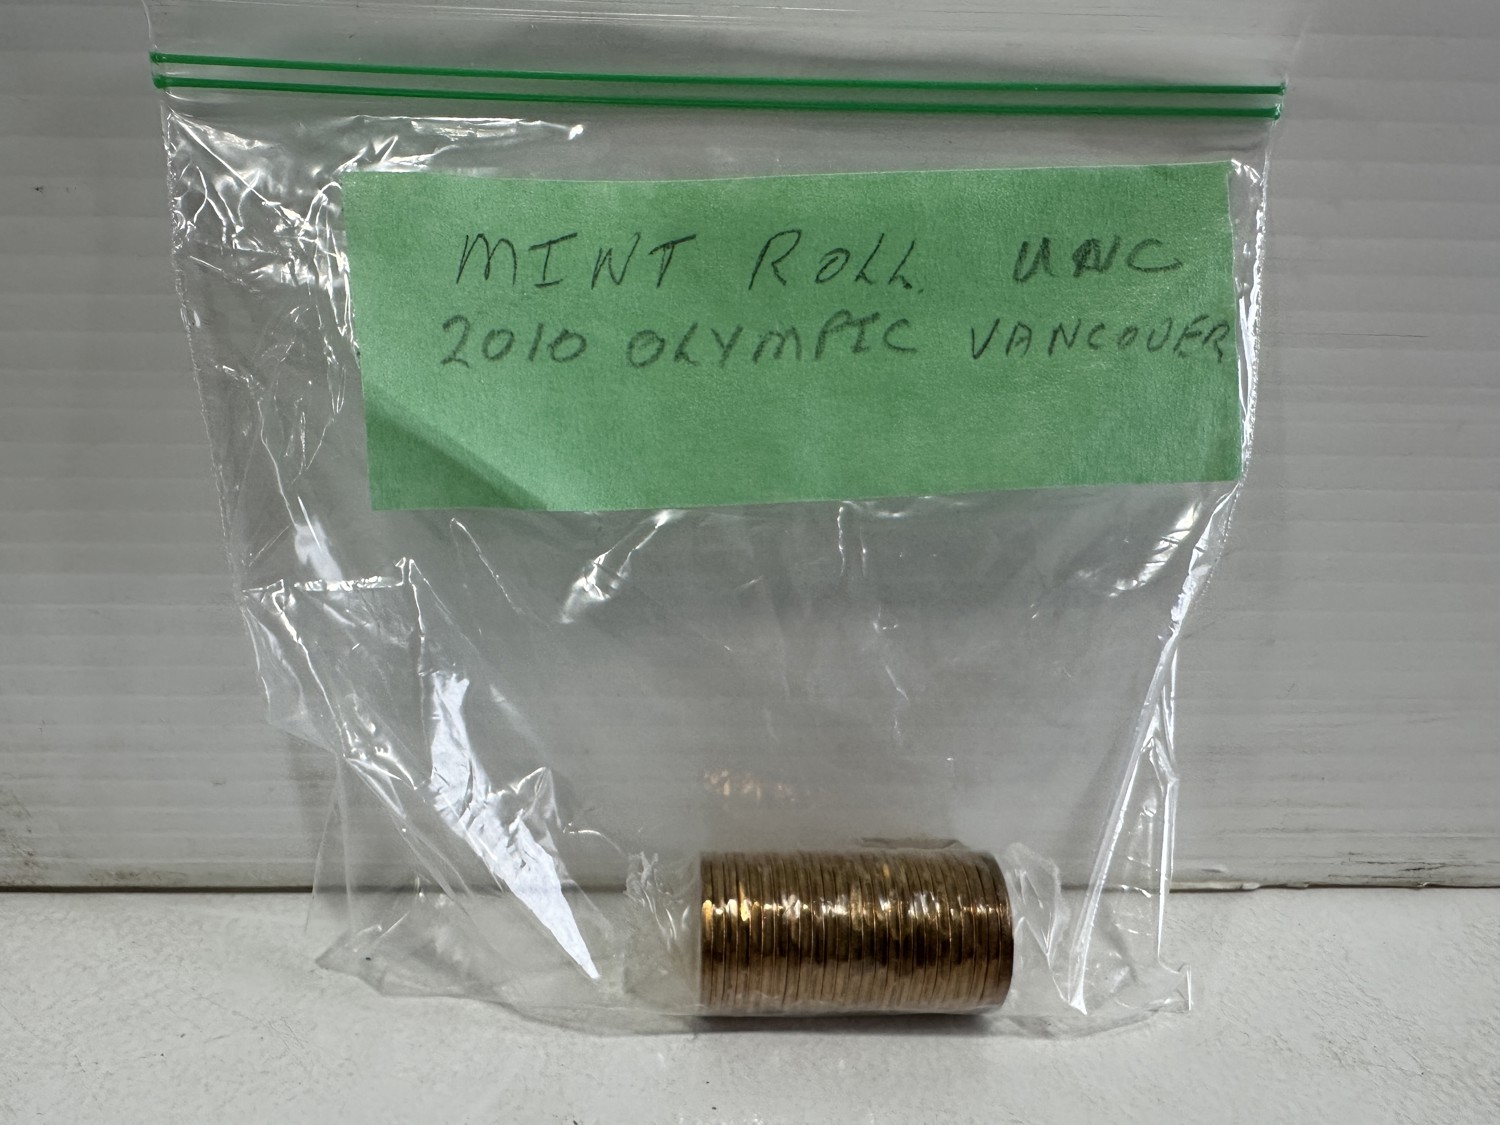 MINT ROLL UNC
2010 OLYMPIC VANCOUVER